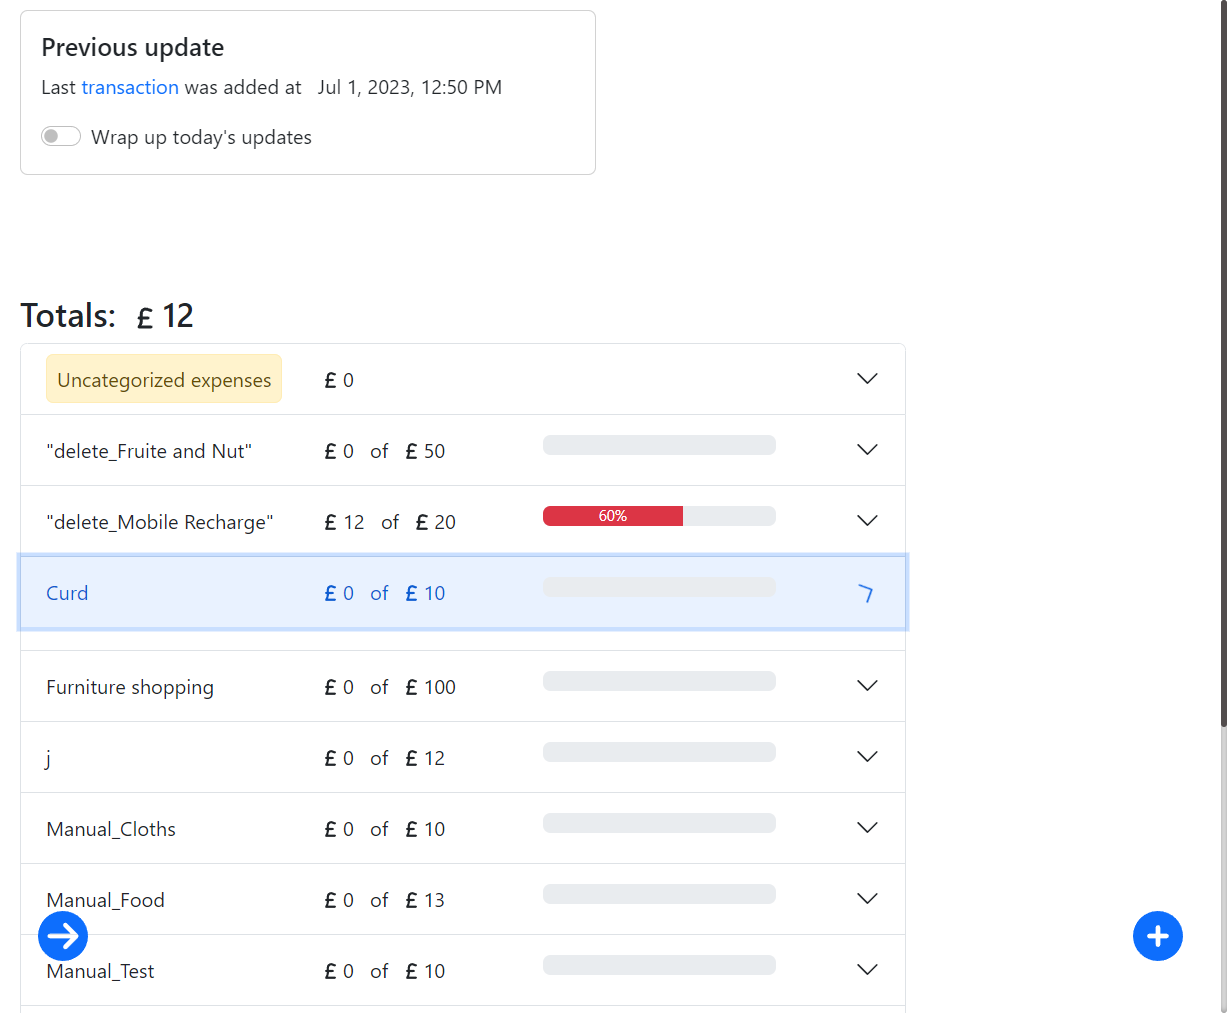 Previous update
Last transaction was added at Jul 1, 2023, 12:50 PM
Wrap up today's updates
Totals: £ 12
Uncategorized expenses £ 0
"delete_Fruite and Nut" £ 0 of £ 50
"delete_Mobile Recharge" £ 12 of £ 20 60%
Curd £ 0 of £ 10
Furniture shopping £ 0 of £ 100
j £ 0 of £ 12
Manual_Cloths £ 0 of £ 10
Manual_Food £ 0 of £ 13
Manual_Test £ 0 of £ 10